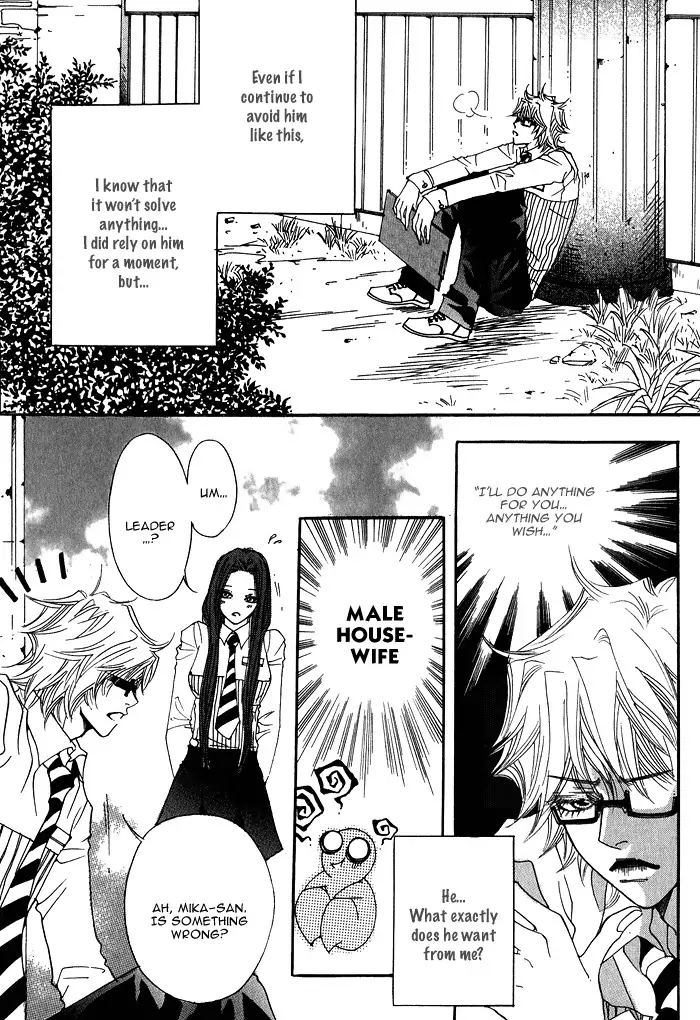 Even if I
continue to
avoid him
like this,
I know that
it won't solve
anything...
I did rely on him
for a moment,
but...
"I'LL DO ANYTHING
FOR YOU...
ANYTHING YOU
WISH..."
MALE
HOUSE-
WIFE
He...
What exactly
does he want
from me?
UM...
LEADER
...?
AH, MIKA-SAN.
IS SOMETHING
WRONG?